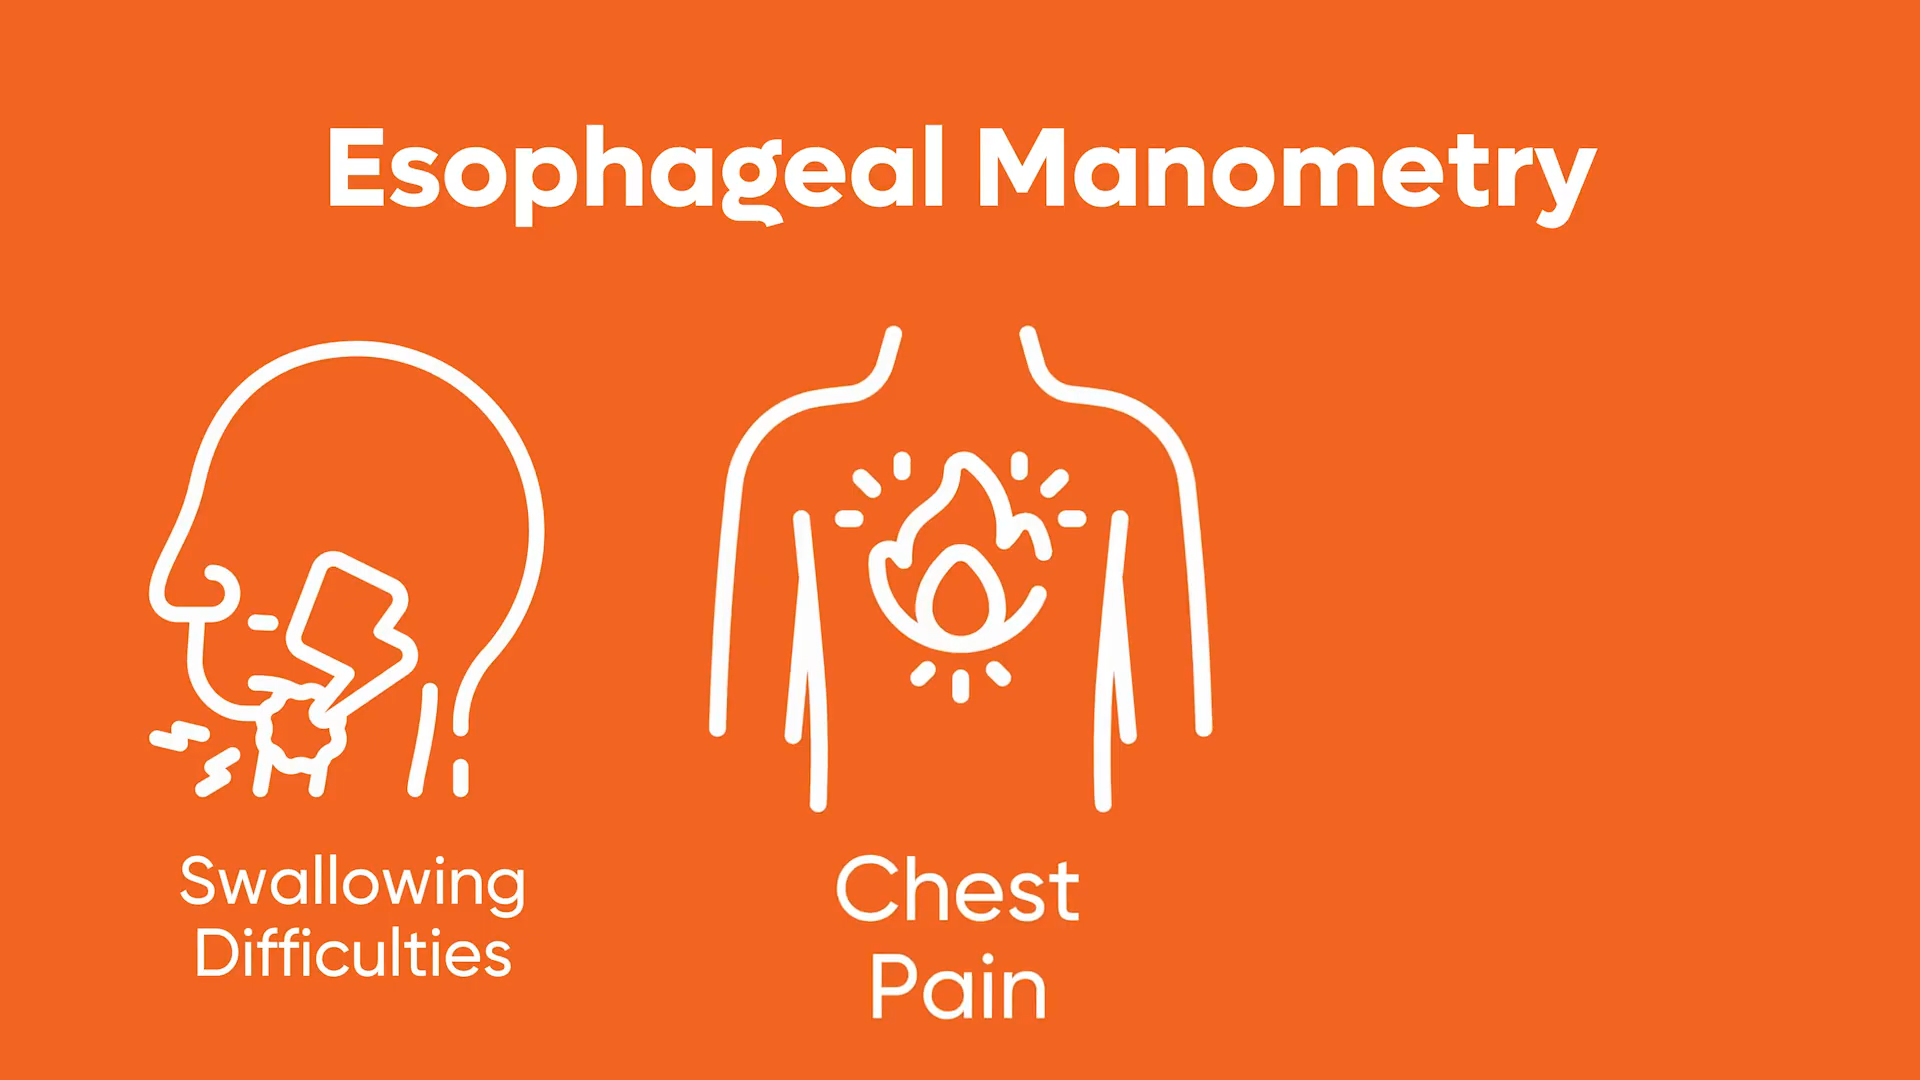 Esophageal Manometry
Swallowing
Difficulties
Chest
Pain